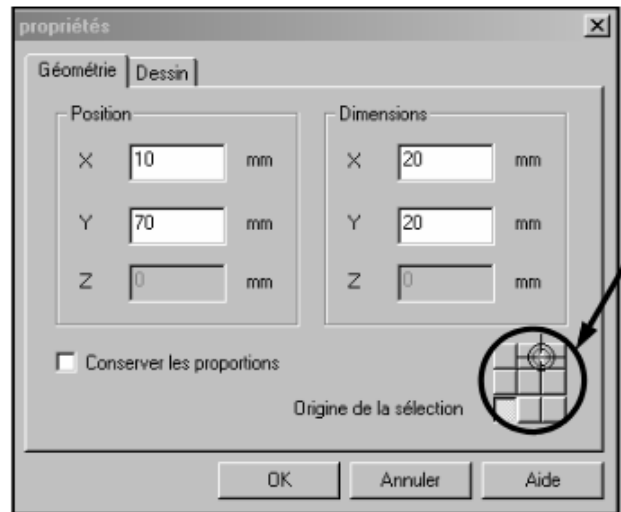 propriétés
Géométrie Dessin
Position Dimensions
X 10 mm X 20 mm
Y 70 mm Y 20 mm
Z 0 mm Z 0 mm
Conserver les proportions
Origine de la sélection
OK Annuler Aide